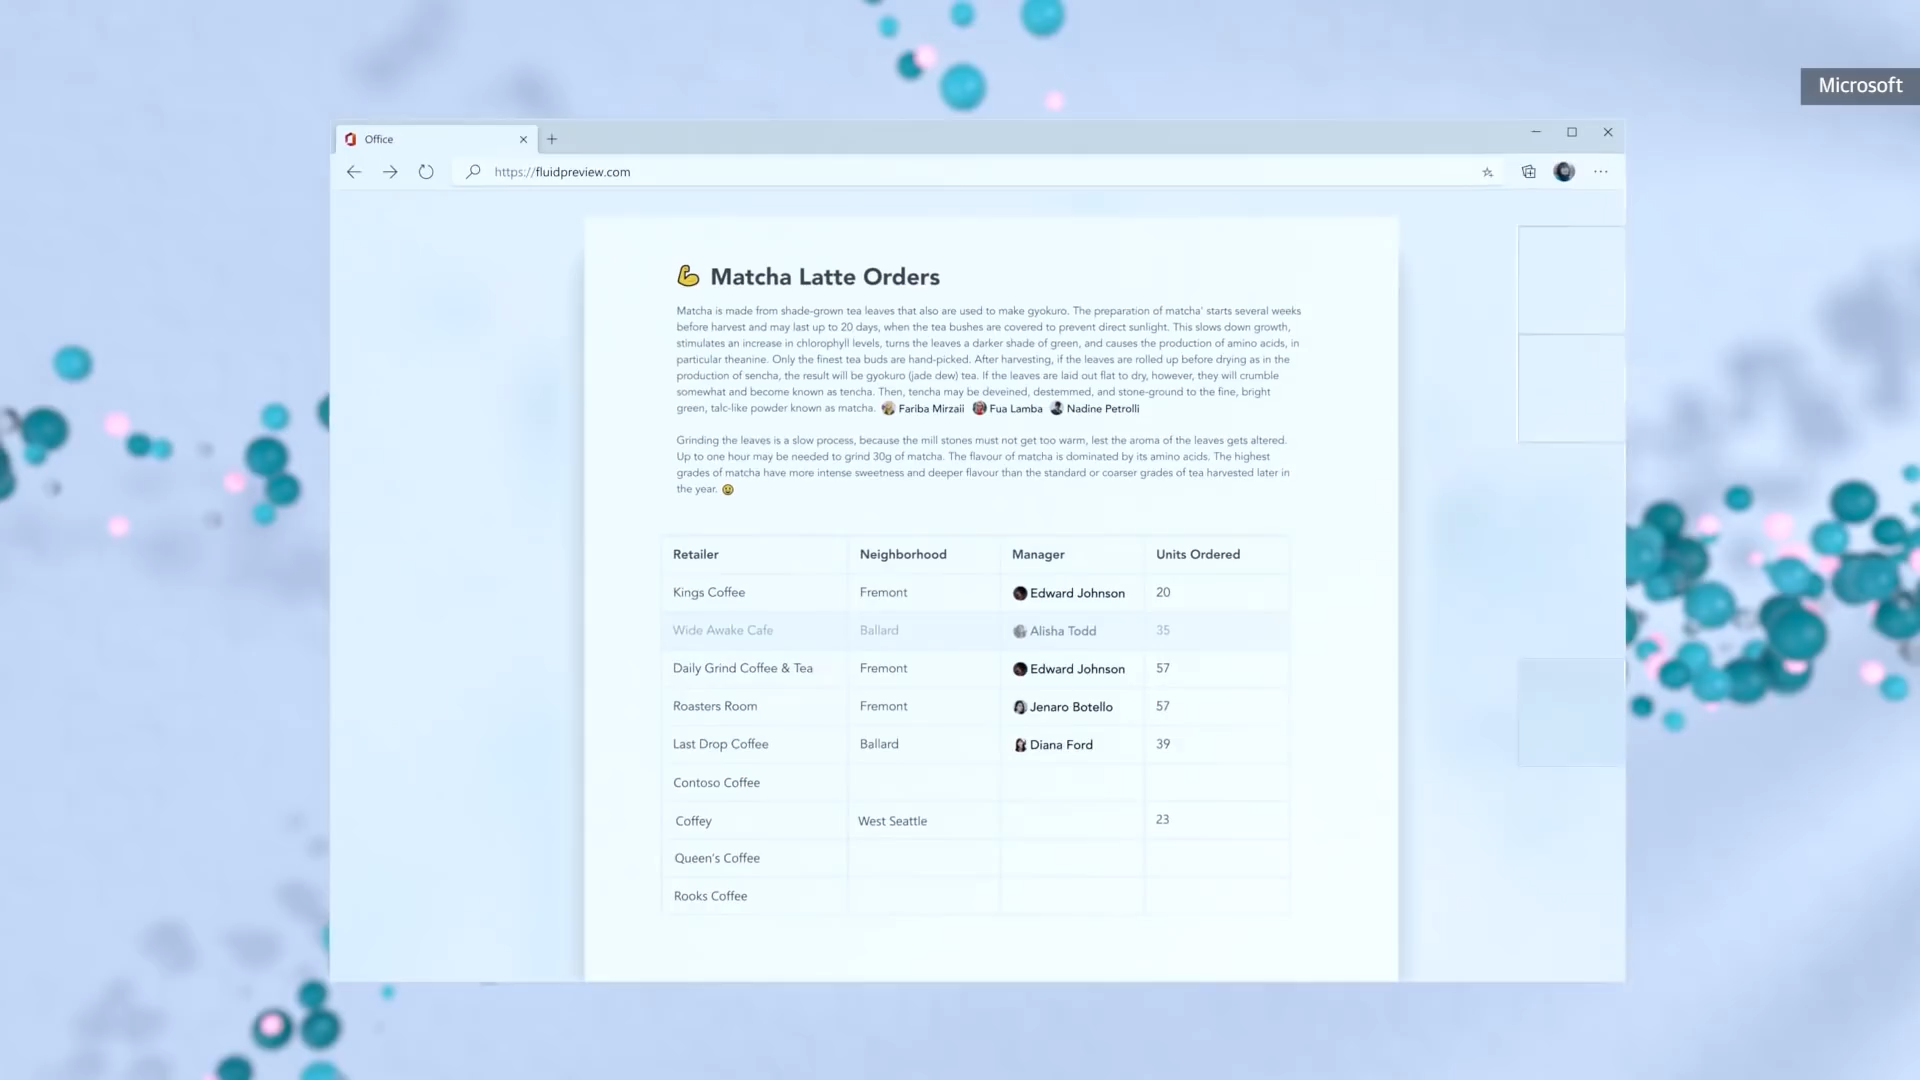 Microsoft
Office
https://fluidpreview.com
Matcha Latte Orders
Matcha is made from shade-grown tea leaves that also are used to make gyokuro. The preparation of matcha' starts several weeks
before harvest and may last up to 20 days, when the tea bushes are covered to prevent direct sunlight. This slows down growth,
stimulates an increase in chlorophyll levels, turns the leaves a darker shade of green, and causes the production of amino acids, in
particular theanine. Only the finest tea buds are hand-picked. After harvesting, if the leaves are rolled up before drying as in the
production of sencha, the result will be gyokuro (jade dew) tea. If the leaves are laid out flat to dry, however, they will crumble
somewhat and become known as tencha. Then, tencha may be deveined, destemmed, and stone-ground to the fine, bright
green, talc-like powder known as matcha. Fariba Mirzaii Fua Lamba Nadine Petrolli
Grinding the leaves is a slow process, because the mill stones must not get too warm, lest the aroma of the leaves gets altered.
Up to one hour may be needed to grind 30g of matcha. The flavour of matcha is dominated by its amino acids. The highest
grades of matcha have more intense sweetness and deeper flavour than the standard or coarser grades of tea harvested later in
the year.
Retailer Neighborhood Manager Units Ordered
Kings Coffee Fremont Edward Johnson 20
Wide Awake Cafe Ballard Alisha Todd 35
Daily Grind Coffee & Tea Fremont Edward Johnson 57
Roasters Room Fremont Jenaro Botello 57
Last Drop Coffee Ballard Diana Ford 39
Contoso Coffee
Coffey West Seattle 23
Queen's Coffee
Rooks Coffee